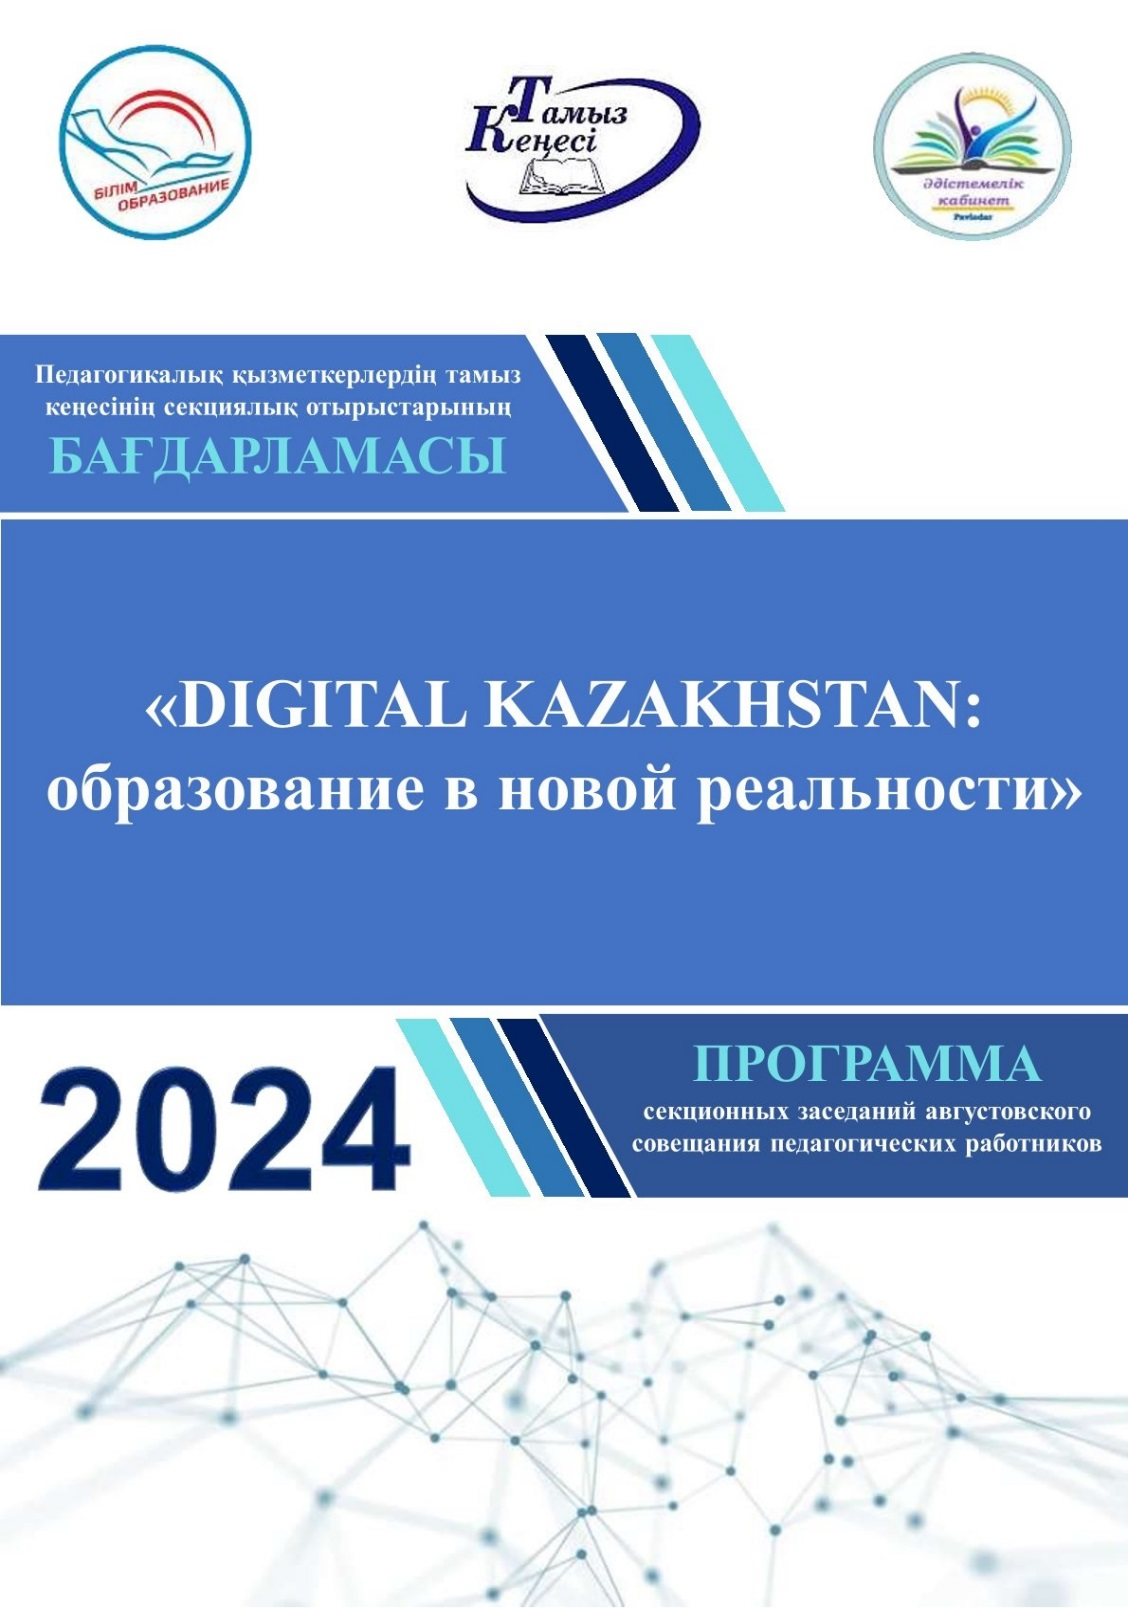 БІЛІМ
ОБРАЗОВАНИЕ
Тамыз
Кеңесі
Әдістемелік
кабинет
Pavlodar
Педагогикалық қызметкерлердің тамыз
кеңесінің секциялық отырыстарының
БАҒДАРЛАМАСЫ
«DIGITAL KAZAKHSTAN:
образование в новой реальности»
2024
ПРОГРАММА
секционных заседаний августовского
совещания педагогических работников